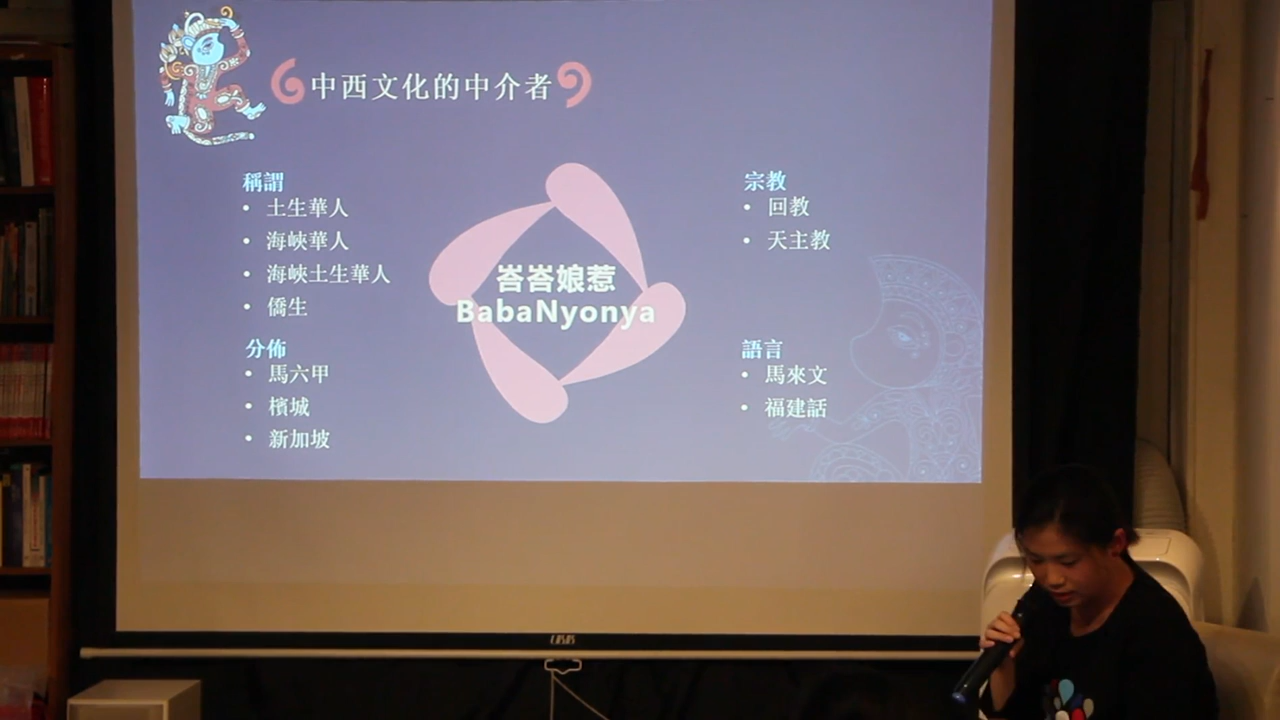 中西文化的中介者
稱謂
• 土生華人
• 海峽華人
• 海峽土生華人
• 僑生
分佈
• 馬六甲
• 檳城
• 新加坡
峇峇娘惹
BabaNyonya
宗教
• 回教
• 天主教
語言
• 馬來文
• 福建話